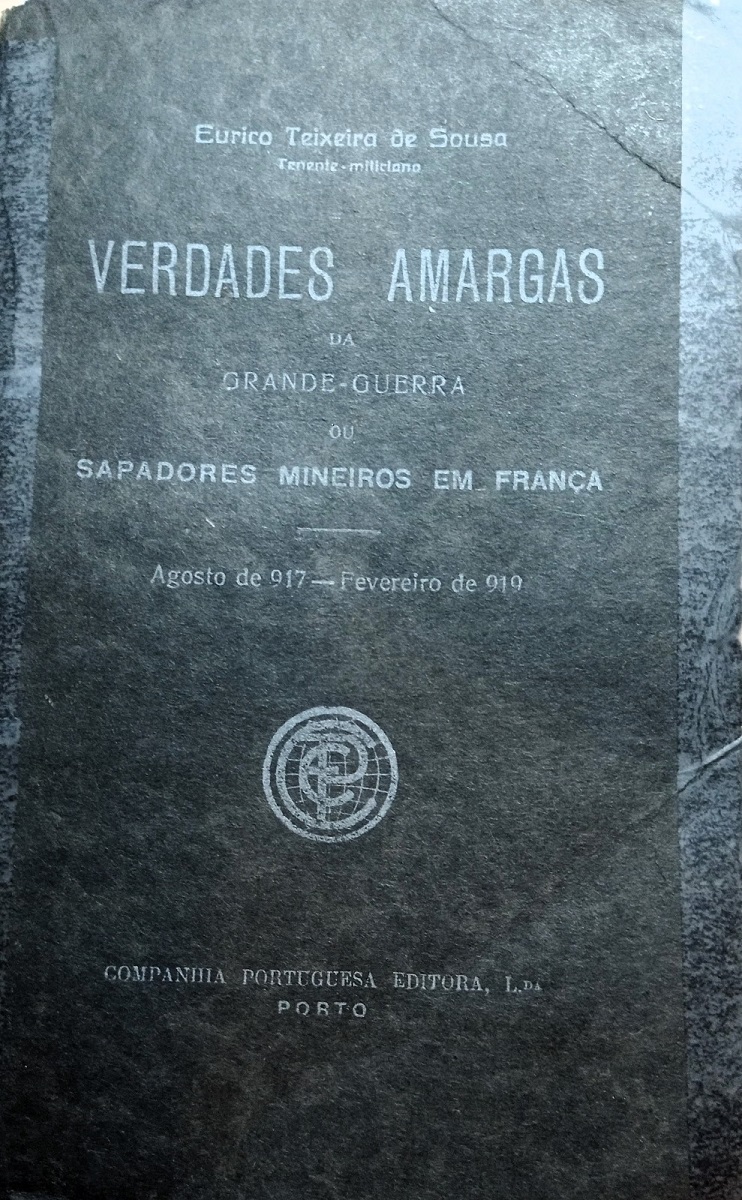 Eurico Teixeira de Sousa
Tenente-miliciano
VERDADES AMARGAS
DA
GRANDE-GUERRA
OU
SAPADORES MINEIROS EM FRANÇA
Agosto de 917—Fevereiro de 919
CPE
COMPANHIA PORTUGUESA EDITORA, L.DA
PORTO